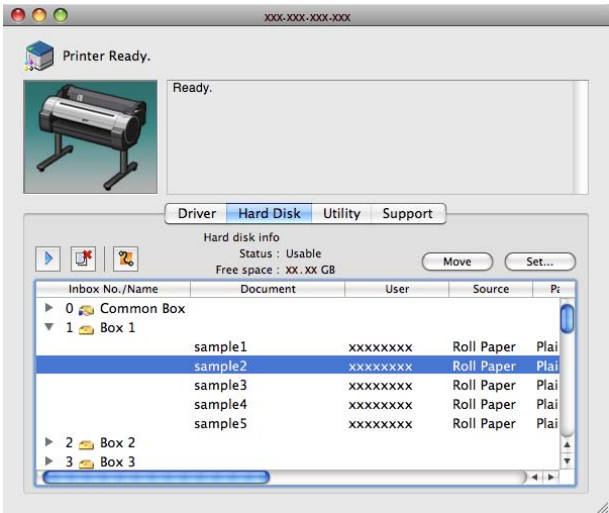 xxx-xxx-xxx-xxx
Printer Ready.
Ready.
Driver Hard Disk Utility Support
Hard disk info
Status : Usable
Free space : XX.XX GB
Move Set...
Inbox No./Name Document User Source Pa
0 Common Box
1 Box 1
sample1 xxxxxxxx Roll Paper Plai
sample2 xxxxxxxx Roll Paper Plai
sample3 xxxxxxxx Roll Paper Plai
sample4 xxxxxxxx Roll Paper Plai
sample5 xxxxxxxx Roll Paper Plai
2 Box 2
3 Box 3